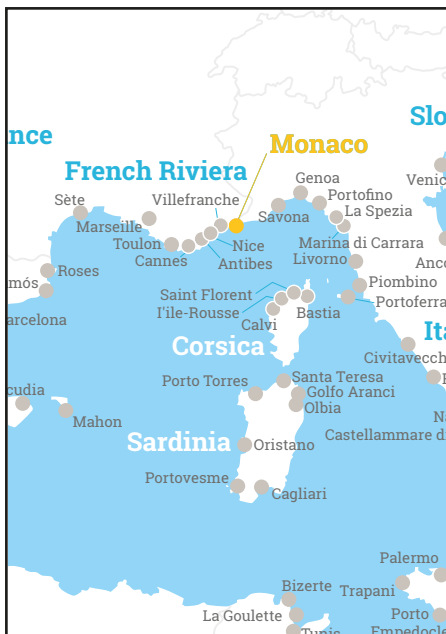 Slo
nce
Monaco
French Riviera
Venic
Genoa
Villefranche
Portofino
Sète
Savona
La Spezia
Marseille
Toulon
Nice
Marina di Carrara
Cannes
Antibes
Livorno
Anco
Roses
mós
Piombino
Saint Florent
Portoferra
I'ile-Rousse
Bastia
arcelona
Calvi
Ita
Corsica
Civitavecch
Santa Teresa
Porto Torres
cudia
Golfo Aranci
Olbia
Mahon
Na
Castellammare di
Sardinia
Oristano
Portovesme
Cagliari
Palermo
Bizerte
Trapani
La Goulette
Porto
Empedocle
Tunis